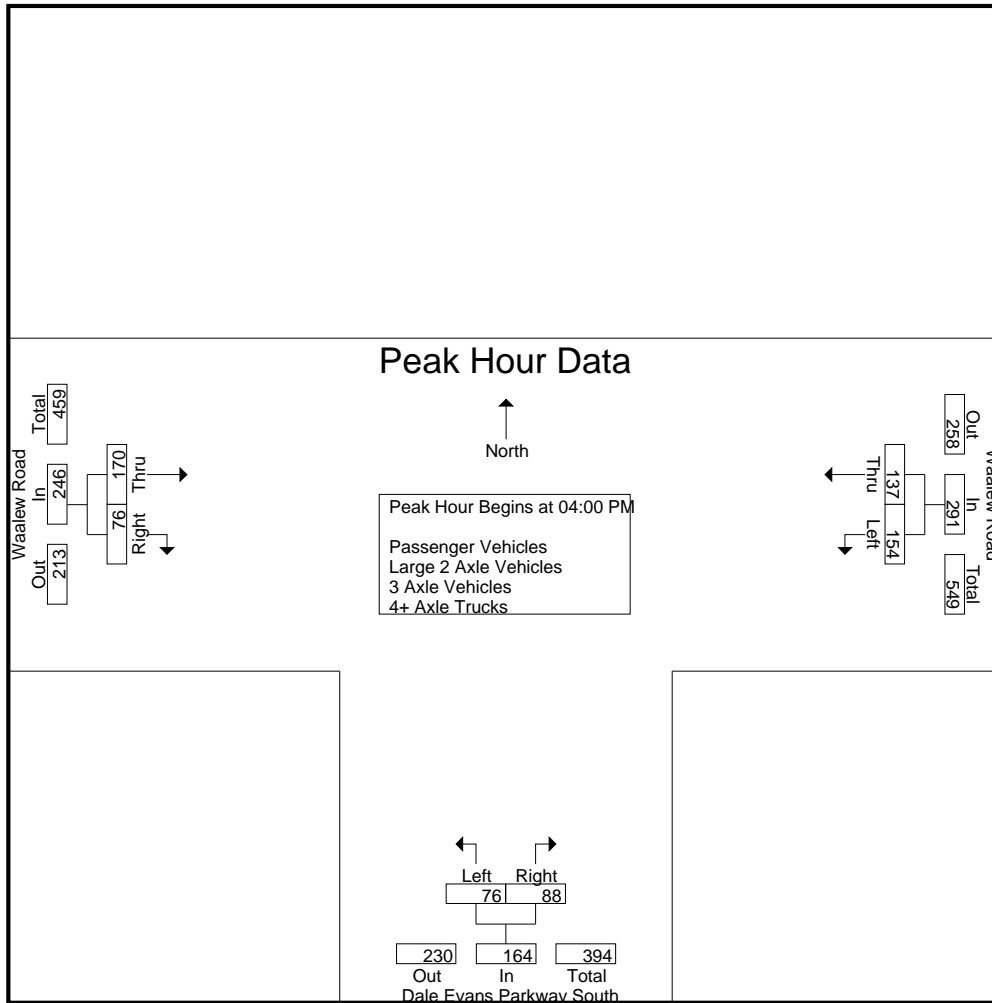 Peak Hour Data
North
Peak Hour Begins at 04:00 PM
Passenger Vehicles
Large 2 Axle Vehicles
3 Axle Vehicles
4+ Axle Trucks
Waalew Road
Out In Total
213 246 459
Right Thru
76 170
Waalew Road
Out In Total
258 291 549
Thru Left
137 154
Left Right
76 88
230 164 394
Out In Total
Dale Evans Parkway South